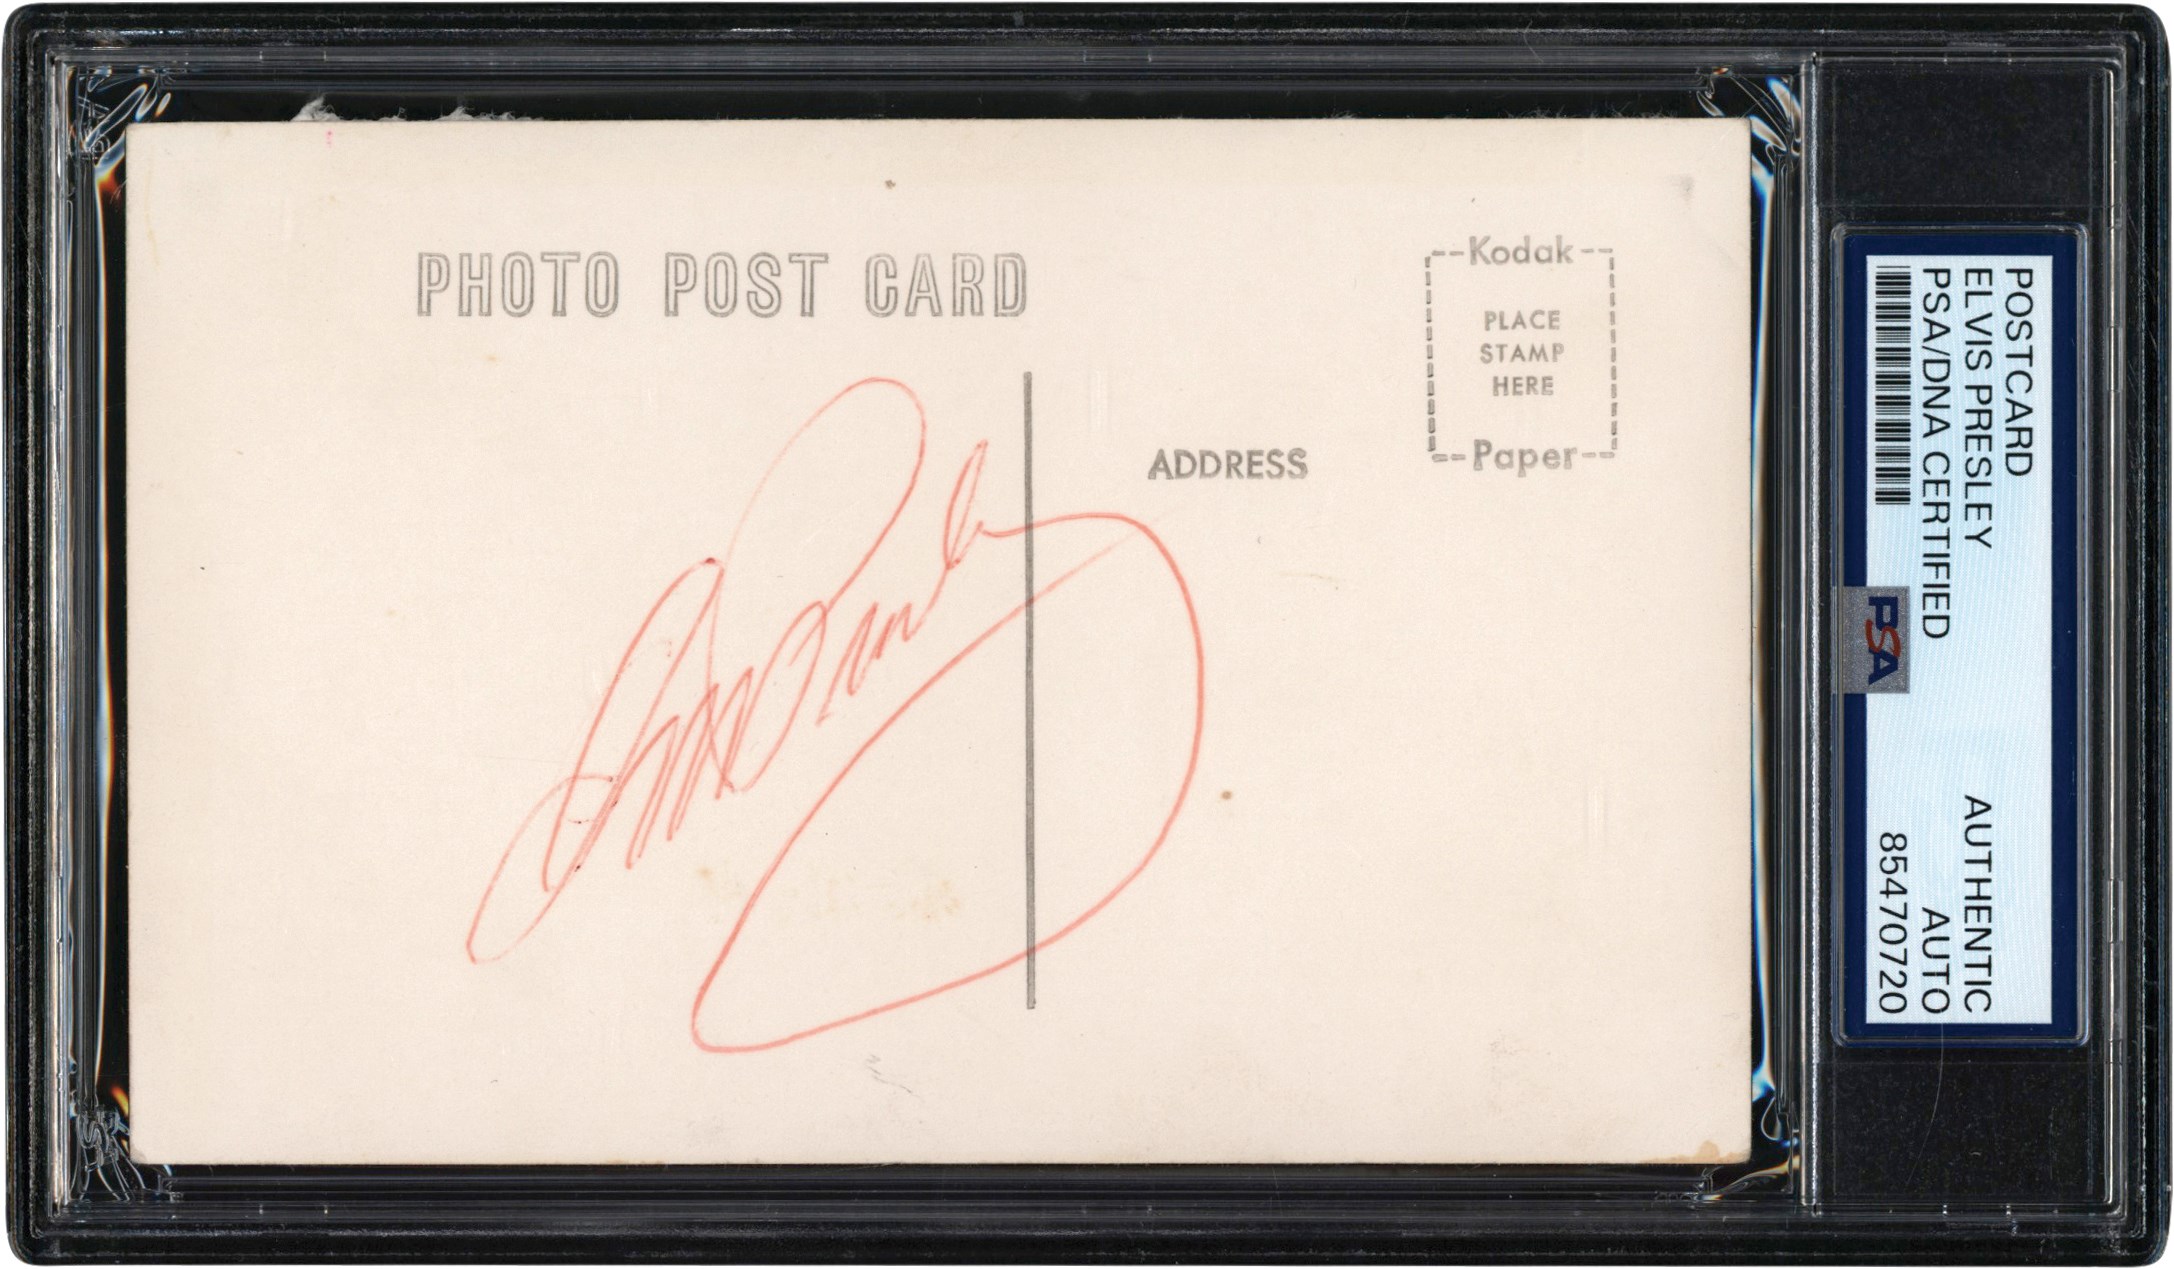 PHOTO POST CARD
Kodak
PLACE
STAMP
HERE
Paper
ADDRESS
POSTCARD
ELVIS PRESLEY
AUTHENTIC
PSA/DNA CERTIFIED
AUTO
85470720
PSA